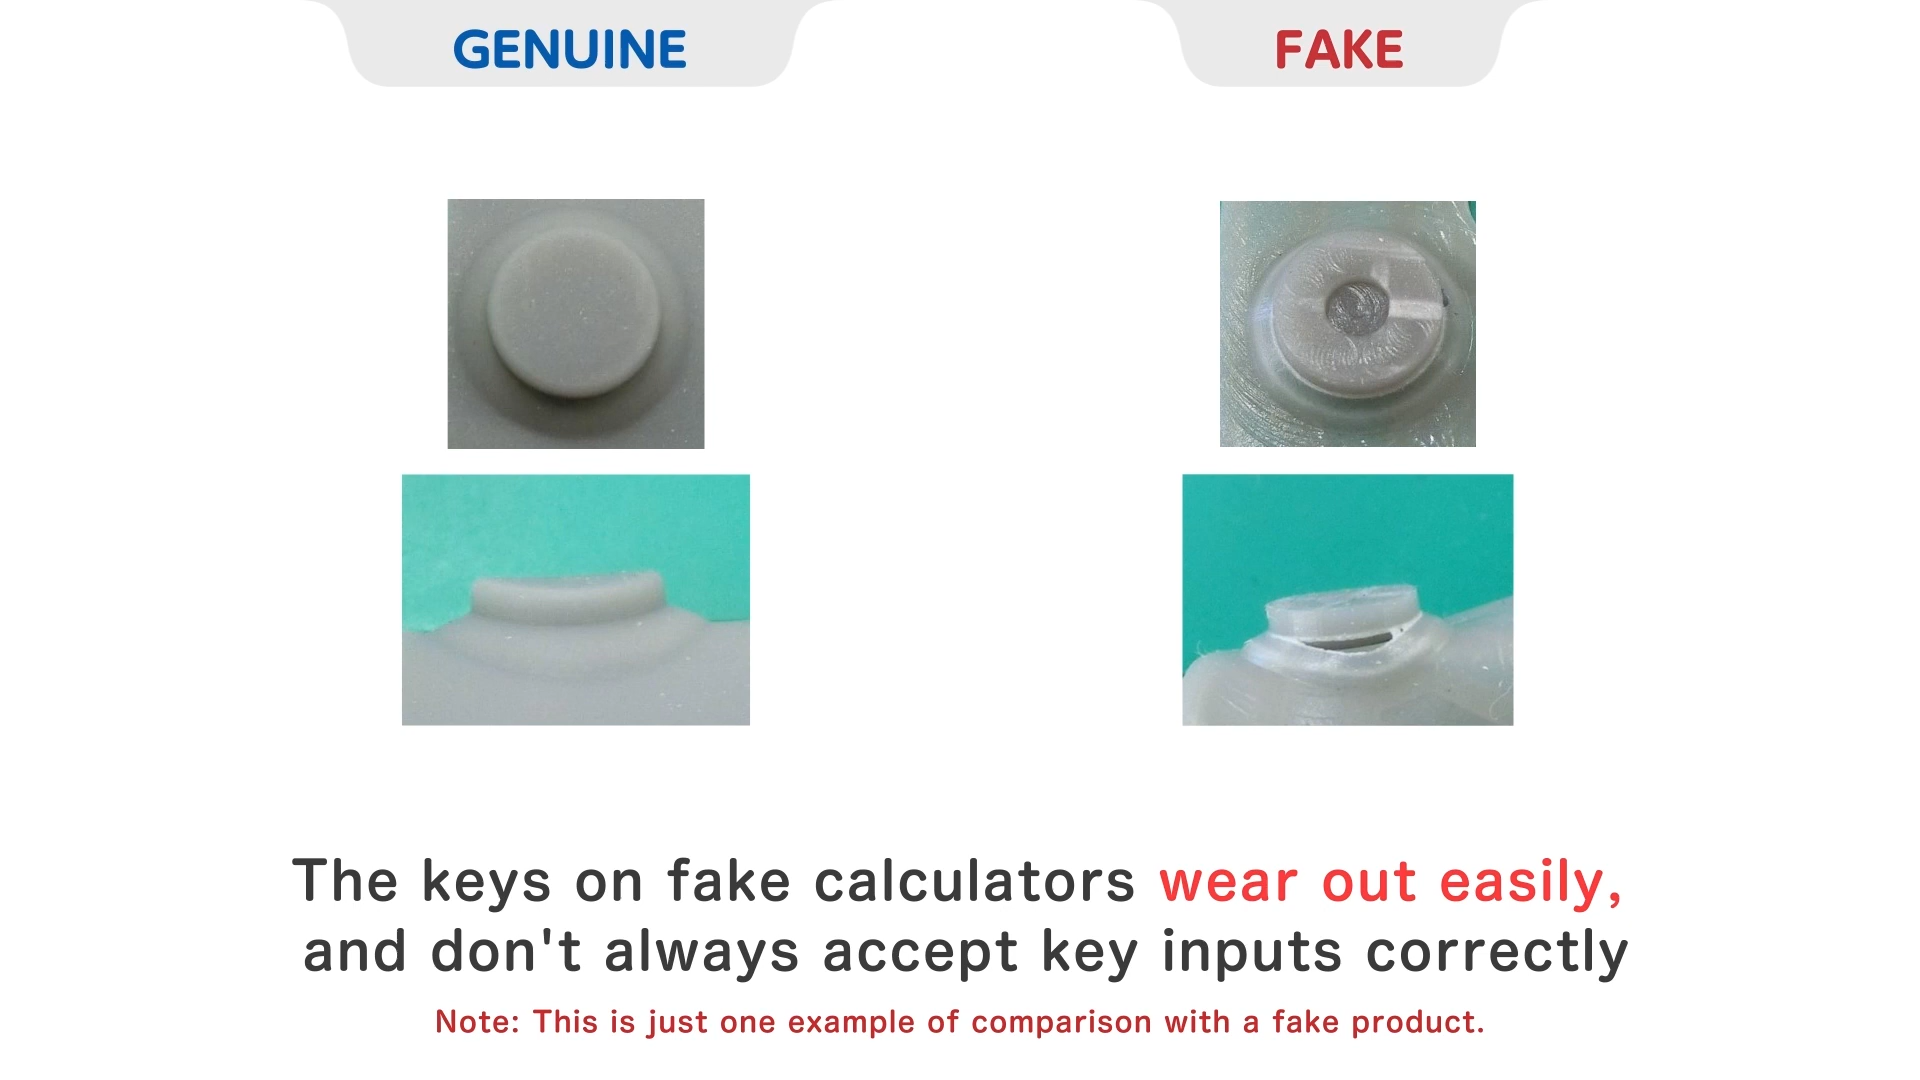 GENUINE
FAKE
The keys on fake calculators wear out easily,
and don't always accept key inputs correctly
Note: This is just one example of comparison with a fake product.